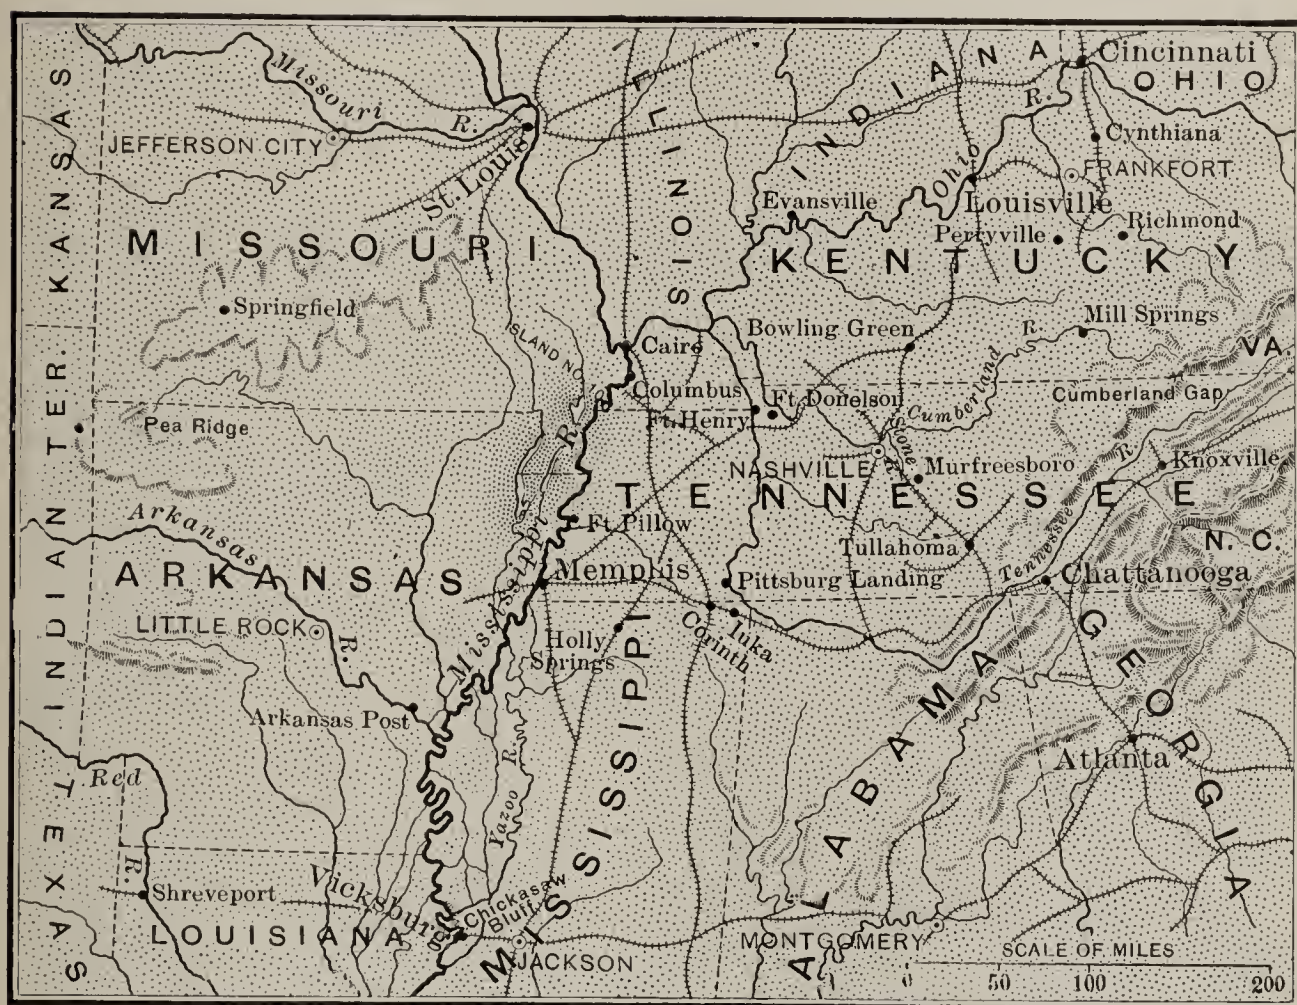 Cincinnati
OHIO
INDIANA
ILLINOIS
Missouri
R.
JEFFERSON CITY
St. Louis
Ohio
R.
Cynthiana
FRANKFORT
Louisville
Evansville
Richmond
Perryville
KANSAS
MISSOURI
KENTUCKY
Springfield
ISLAND NO. 10
Cairo
Bowling Green
R.
Mill Springs
VA.
Columbus
Ft. Donelson
Cumberland
Cumberland Gap
Ft. Henry
Stone
R.
Pea Ridge
R.
NASHVILLE
Murfreesboro
R.
Knoxville
INDIAN TER.
TENNESSEE
Arkansas
Ft. Pillow
Tullahoma
Tennessee
N. C.
ARKANSAS
Mississippi
Memphis
Pittsburg Landing
Chattanooga
LITTLE ROCK
R.
Holly
Springs
Corinth
Iuka
GEORGIA
Arkansas Post
ALABAMA
Atlanta
MISSISSIPPI
Red
R.
Yazoo
R.
TEXAS
Shreveport
Vicksburg
Chickasaw
Bluff
LOUISIANA
JACKSON
MONTGOMERY
SCALE OF MILES
0 50 100 200